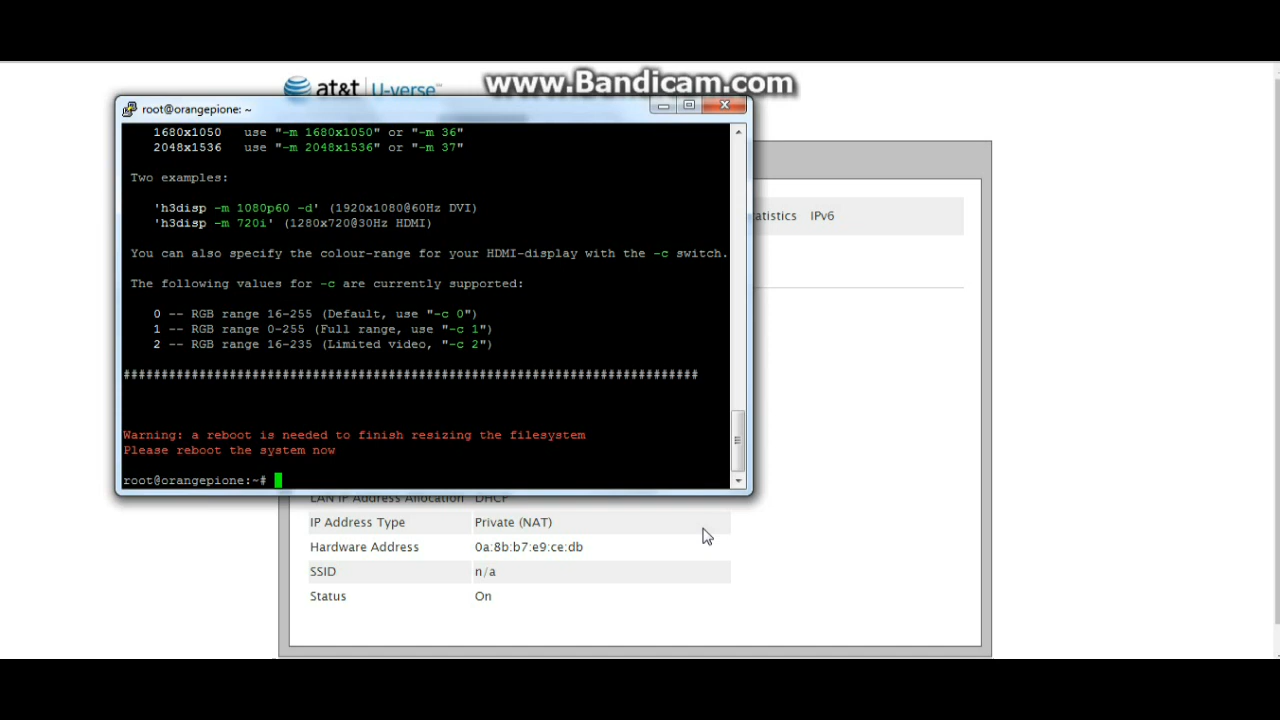 www.Bandicam.com
at&t U-verse
root@orangepione: ~
1680x1050 use "-m 1680x1050" or "-m 36"
2048x1536 use "-m 2048x1536" or "-m 37"
Two examples:
'h3disp -m 1080p60 -d' (1920x1080@60Hz DVI)
'h3disp -m 720i' (1280x720@30Hz HDMI)
You can also specify the colour-range for your HDMI-display with the -c switch.
The following values for -c are currently supported:
0 -- RGB range 16-255 (Default, use "-c 0")
1 -- RGB range 0-255 (Full range, use "-c 1")
2 -- RGB range 16-235 (Limited video, "-c 2")
############################################################################
Warning: a reboot is needed to finish resizing the filesystem
Please reboot the system now
root@orangepione:~#
atistics IPv6
LAN IP Address Allocation DHCP
IP Address Type Private (NAT)
Hardware Address 0a:8b:b7:e9:ce:db
SSID n/a
Status On